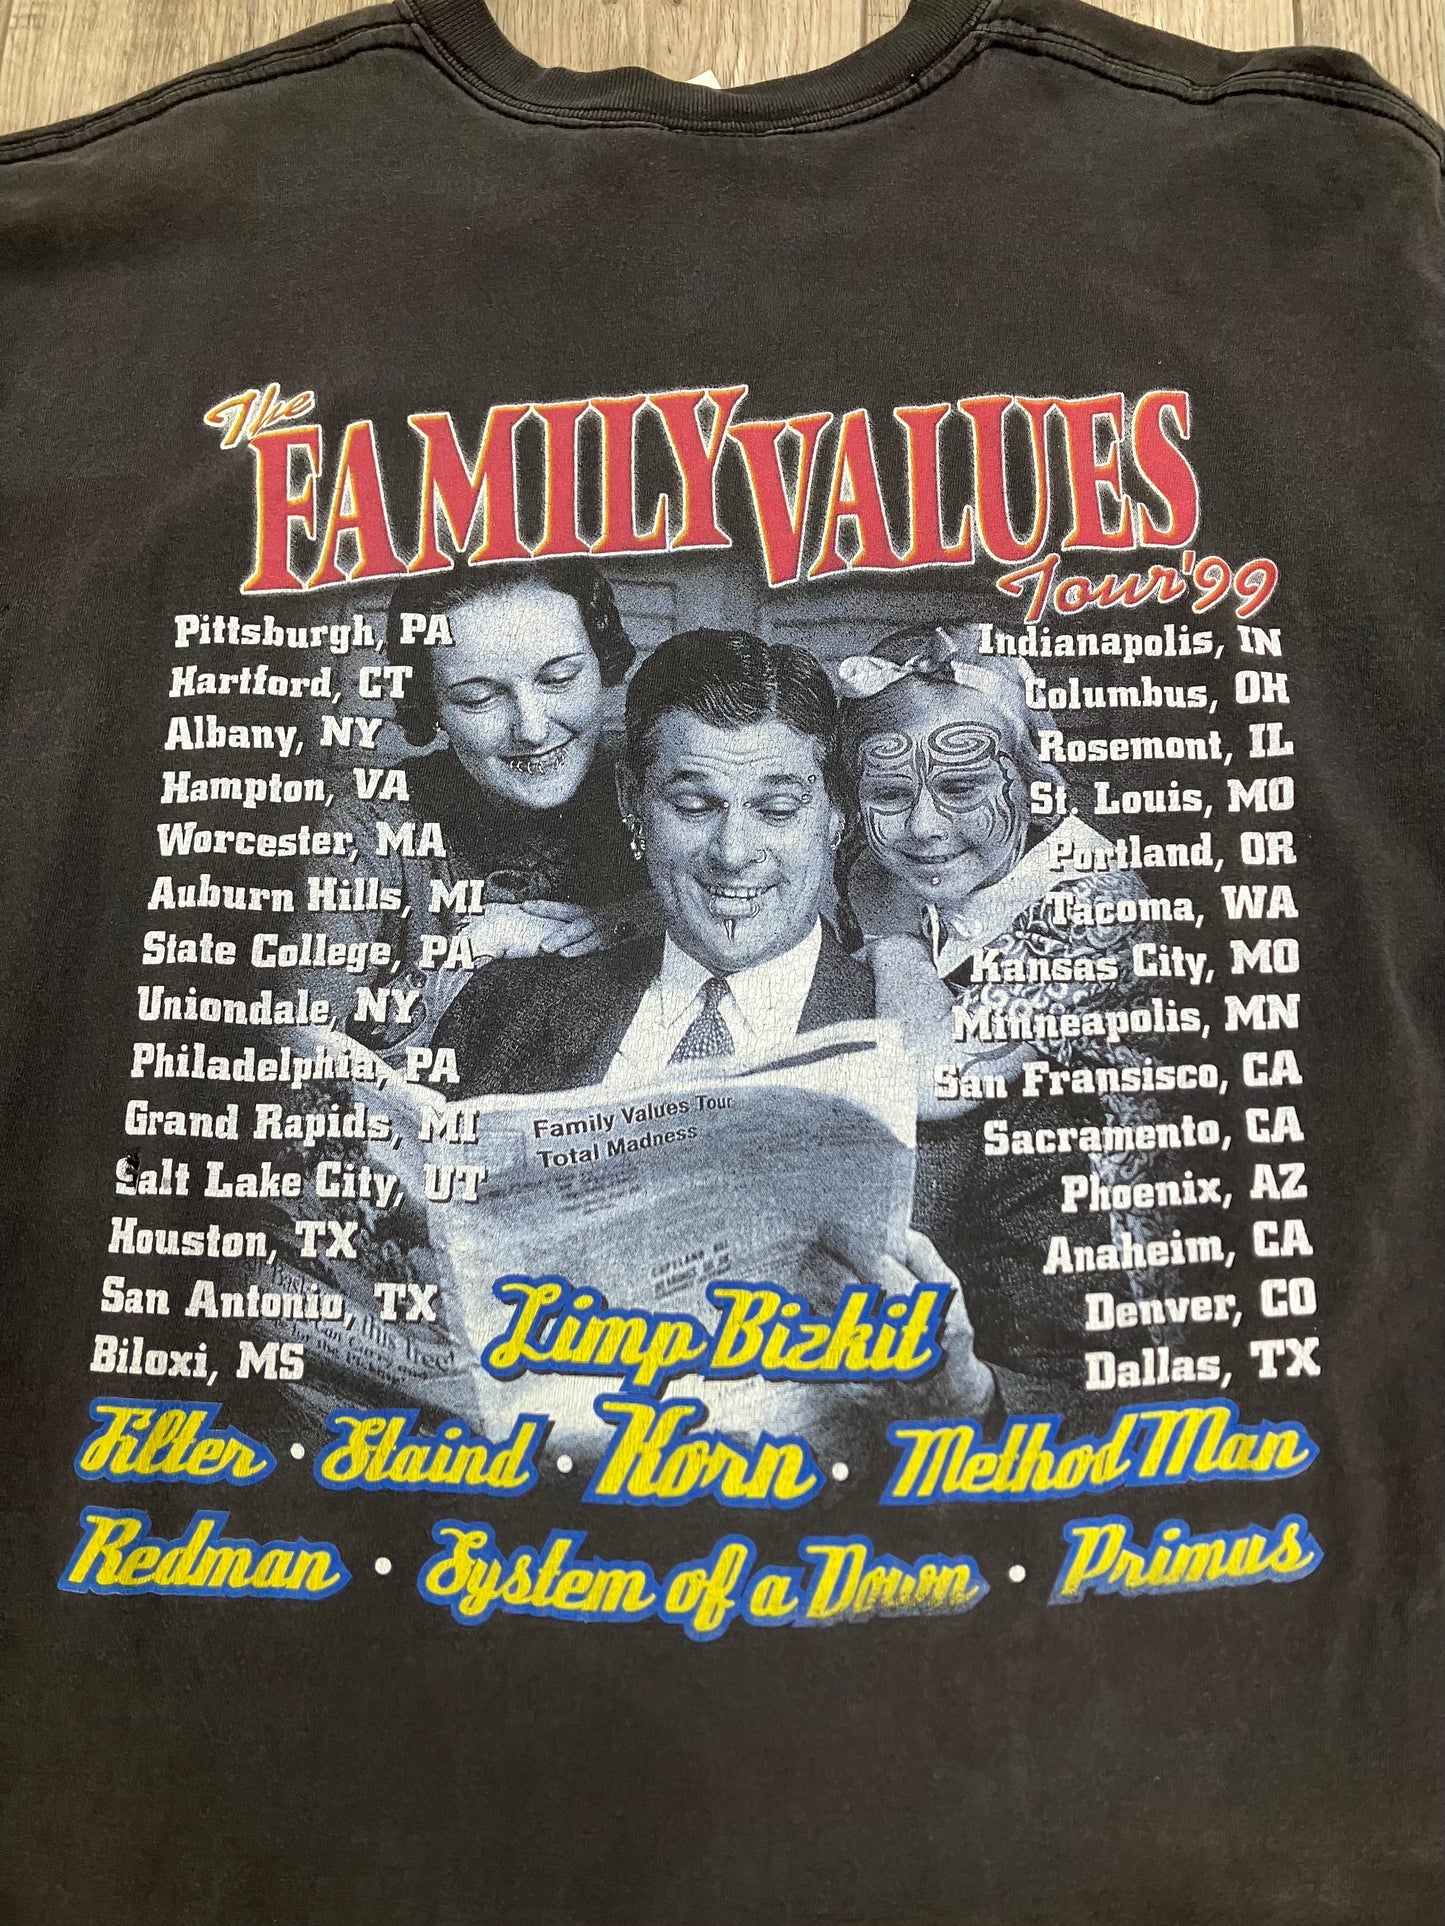 The
FAMILY VALUES
Tour '99
Pittsburgh, PA
Hartford, CT
Albany, NY
Hampton, VA
Worcester, MA
Auburn Hills, MI
State College, PA
Uniondale, NY
Philadelphia, PA
Grand Rapids, MI
Salt Lake City, UT
Houston, TX
San Antonio, TX
Biloxi, MS
Indianapolis, IN
Columbus, OH
Rosemont, IL
St. Louis, MO
Portland, OR
Tacoma, WA
Kansas City, MO
Minneapolis, MN
San Fransisco, CA
Sacramento, CA
Phoenix, AZ
Anaheim, CA
Denver, CO
Dallas, TX
Family Values Tour
Total Madness
this Tree!
Limp Bizkit
Filter • Staind • Korn • Method Man
Redman • System of a Down • Primus